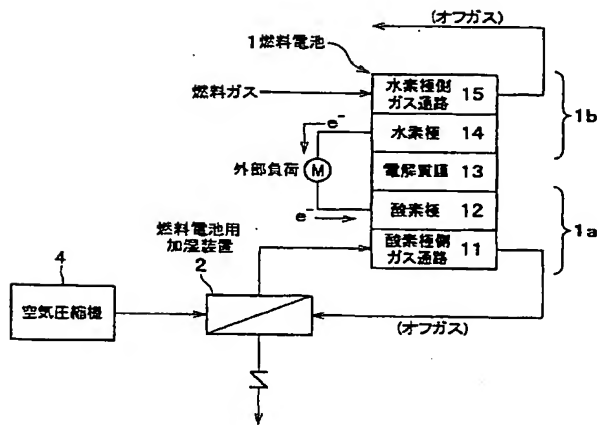 (オフガス)
1燃料電池
燃料ガス
水素極側
ガス通路 15
1b
e⁻
水素極 14
外部負荷 M
電解質膜 13
e⁻
酸素極 12
1a
燃料電池用
加湿装置
2
酸素極側
ガス通路 11
4
空気圧縮機
(オフガス)